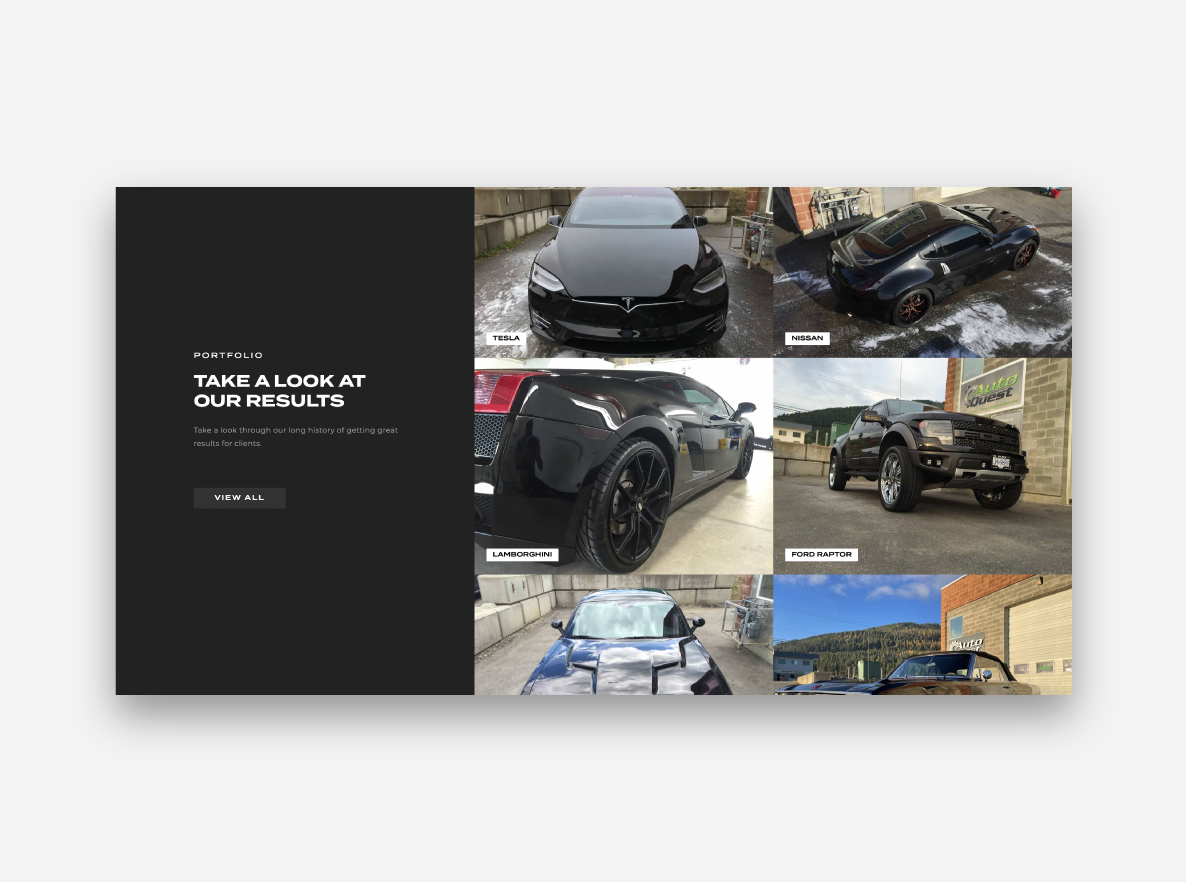 PORTFOLIO
TAKE A LOOK AT
OUR RESULTS
Take a look through our long history of getting great
results for clients.
VIEW ALL
TESLA
NISSAN
LAMBORGHINI
Auto
Quest
FORD RAPTOR
Auto